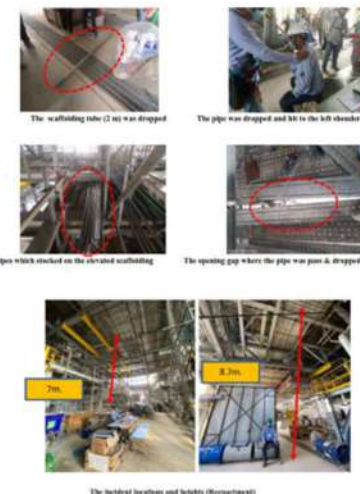 The scaffolding tube (2 m) was dropped
The pipe was dropped and hit to the left shoulder
pes which stocked on the elevated scaffolding
The opening gap where the pipe was pass & dropped
7m.
8.7m.
The incident locations and heights (Reenactment)